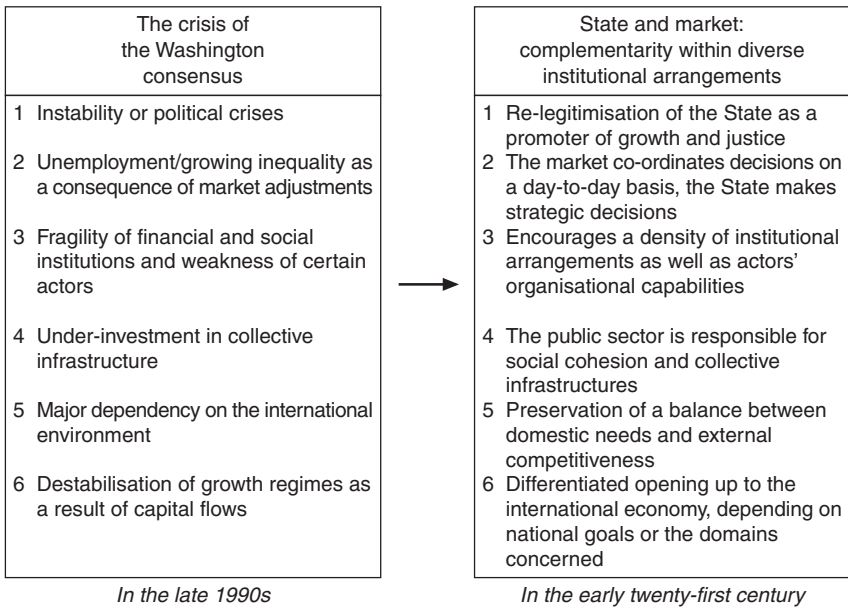 The crisis of
the Washington
consensus
1 Instability or political crises
2 Unemployment/growing inequality as
a consequence of market adjustments
3 Fragility of financial and social
institutions and weakness of certain
actors
4 Under-investment in collective
infrastructure
5 Major dependency on the international
environment
6 Destabilisation of growth regimes as
a result of capital flows
In the late 1990s
State and market:
complementarity within diverse
institutional arrangements
1 Re-legitimisation of the State as a
promoter of growth and justice
2 The market co-ordinates decisions on
a day-to-day basis, the State makes
strategic decisions
3 Encourages a density of institutional
arrangements as well as actors'
organisational capabilities
4 The public sector is responsible for
social cohesion and collective
infrastructures
5 Preservation of a balance between
domestic needs and external
competitiveness
6 Differentiated opening up to the
international economy, depending on
national goals or the domains
concerned
In the early twenty-first century